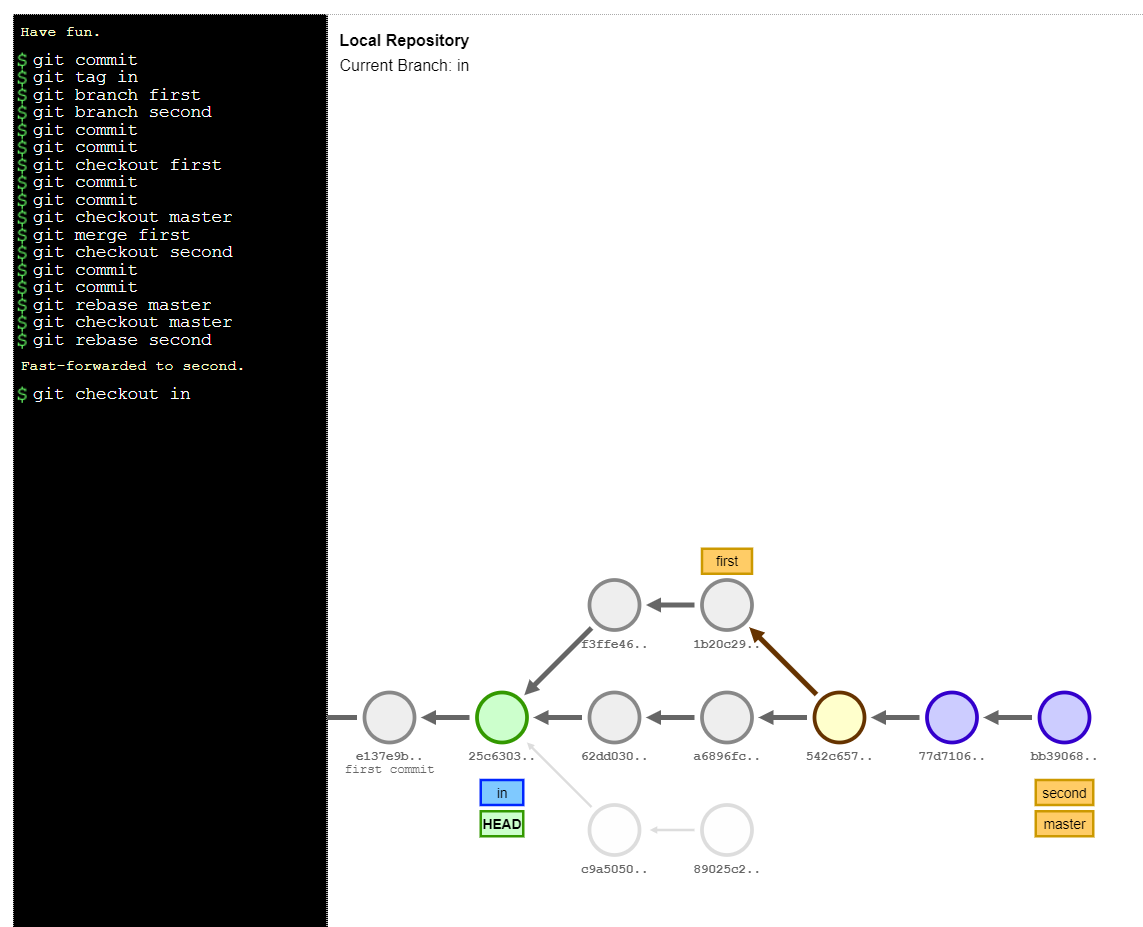 Have fun.
$ git commit
$ git tag in
$ git branch first
$ git branch second
$ git commit
$ git commit
$ git checkout first
$ git commit
$ git commit
$ git checkout master
$ git merge first
$ git checkout second
$ git commit
$ git commit
$ git rebase master
$ git checkout master
$ git rebase second
Fast-forwarded to second.
$ git checkout in
Local Repository
Current Branch: in
first
f3ffe46..
1b20c29..
e137e9b..
first commit
25c6303..
62dd030..
a6896fc..
542c657..
77d7106..
bb39068..
in
HEAD
second
master
c9a5050..
89025c2..